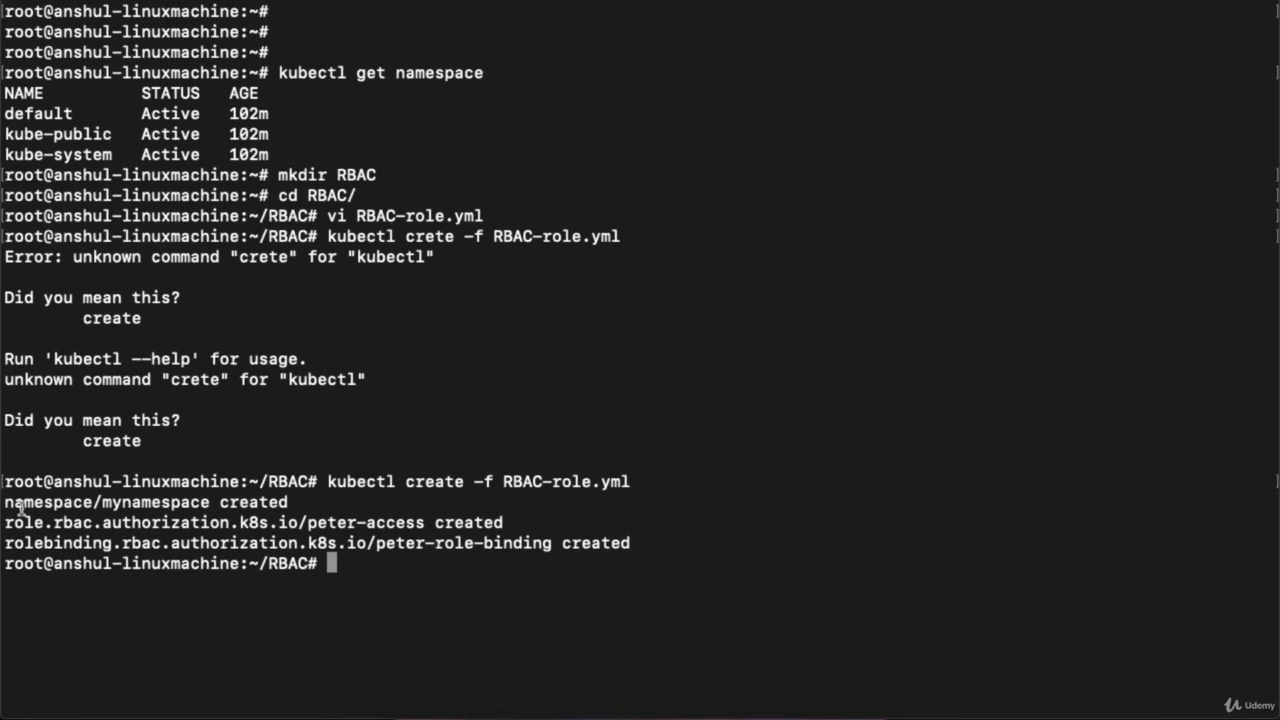 root@anshul-linuxmachine:~#
root@anshul-linuxmachine:~#
root@anshul-linuxmachine:~#
root@anshul-linuxmachine:~# kubectl get namespace
NAME STATUS AGE
default Active 102m
kube-public Active 102m
kube-system Active 102m
root@anshul-linuxmachine:~# mkdir RBAC
root@anshul-linuxmachine:~# cd RBAC/
root@anshul-linuxmachine:~/RBAC# vi RBAC-role.yml
root@anshul-linuxmachine:~/RBAC# kubectl crete -f RBAC-role.yml
Error: unknown command "crete" for "kubectl"
Did you mean this?
create
Run 'kubectl --help' for usage.
unknown command "crete" for "kubectl"
Did you mean this?
create
root@anshul-linuxmachine:~/RBAC# kubectl create -f RBAC-role.yml
namespace/mynamespace created
role.rbac.authorization.k8s.io/peter-access created
rolebinding.rbac.authorization.k8s.io/peter-role-binding created
root@anshul-linuxmachine:~/RBAC#
Udemy